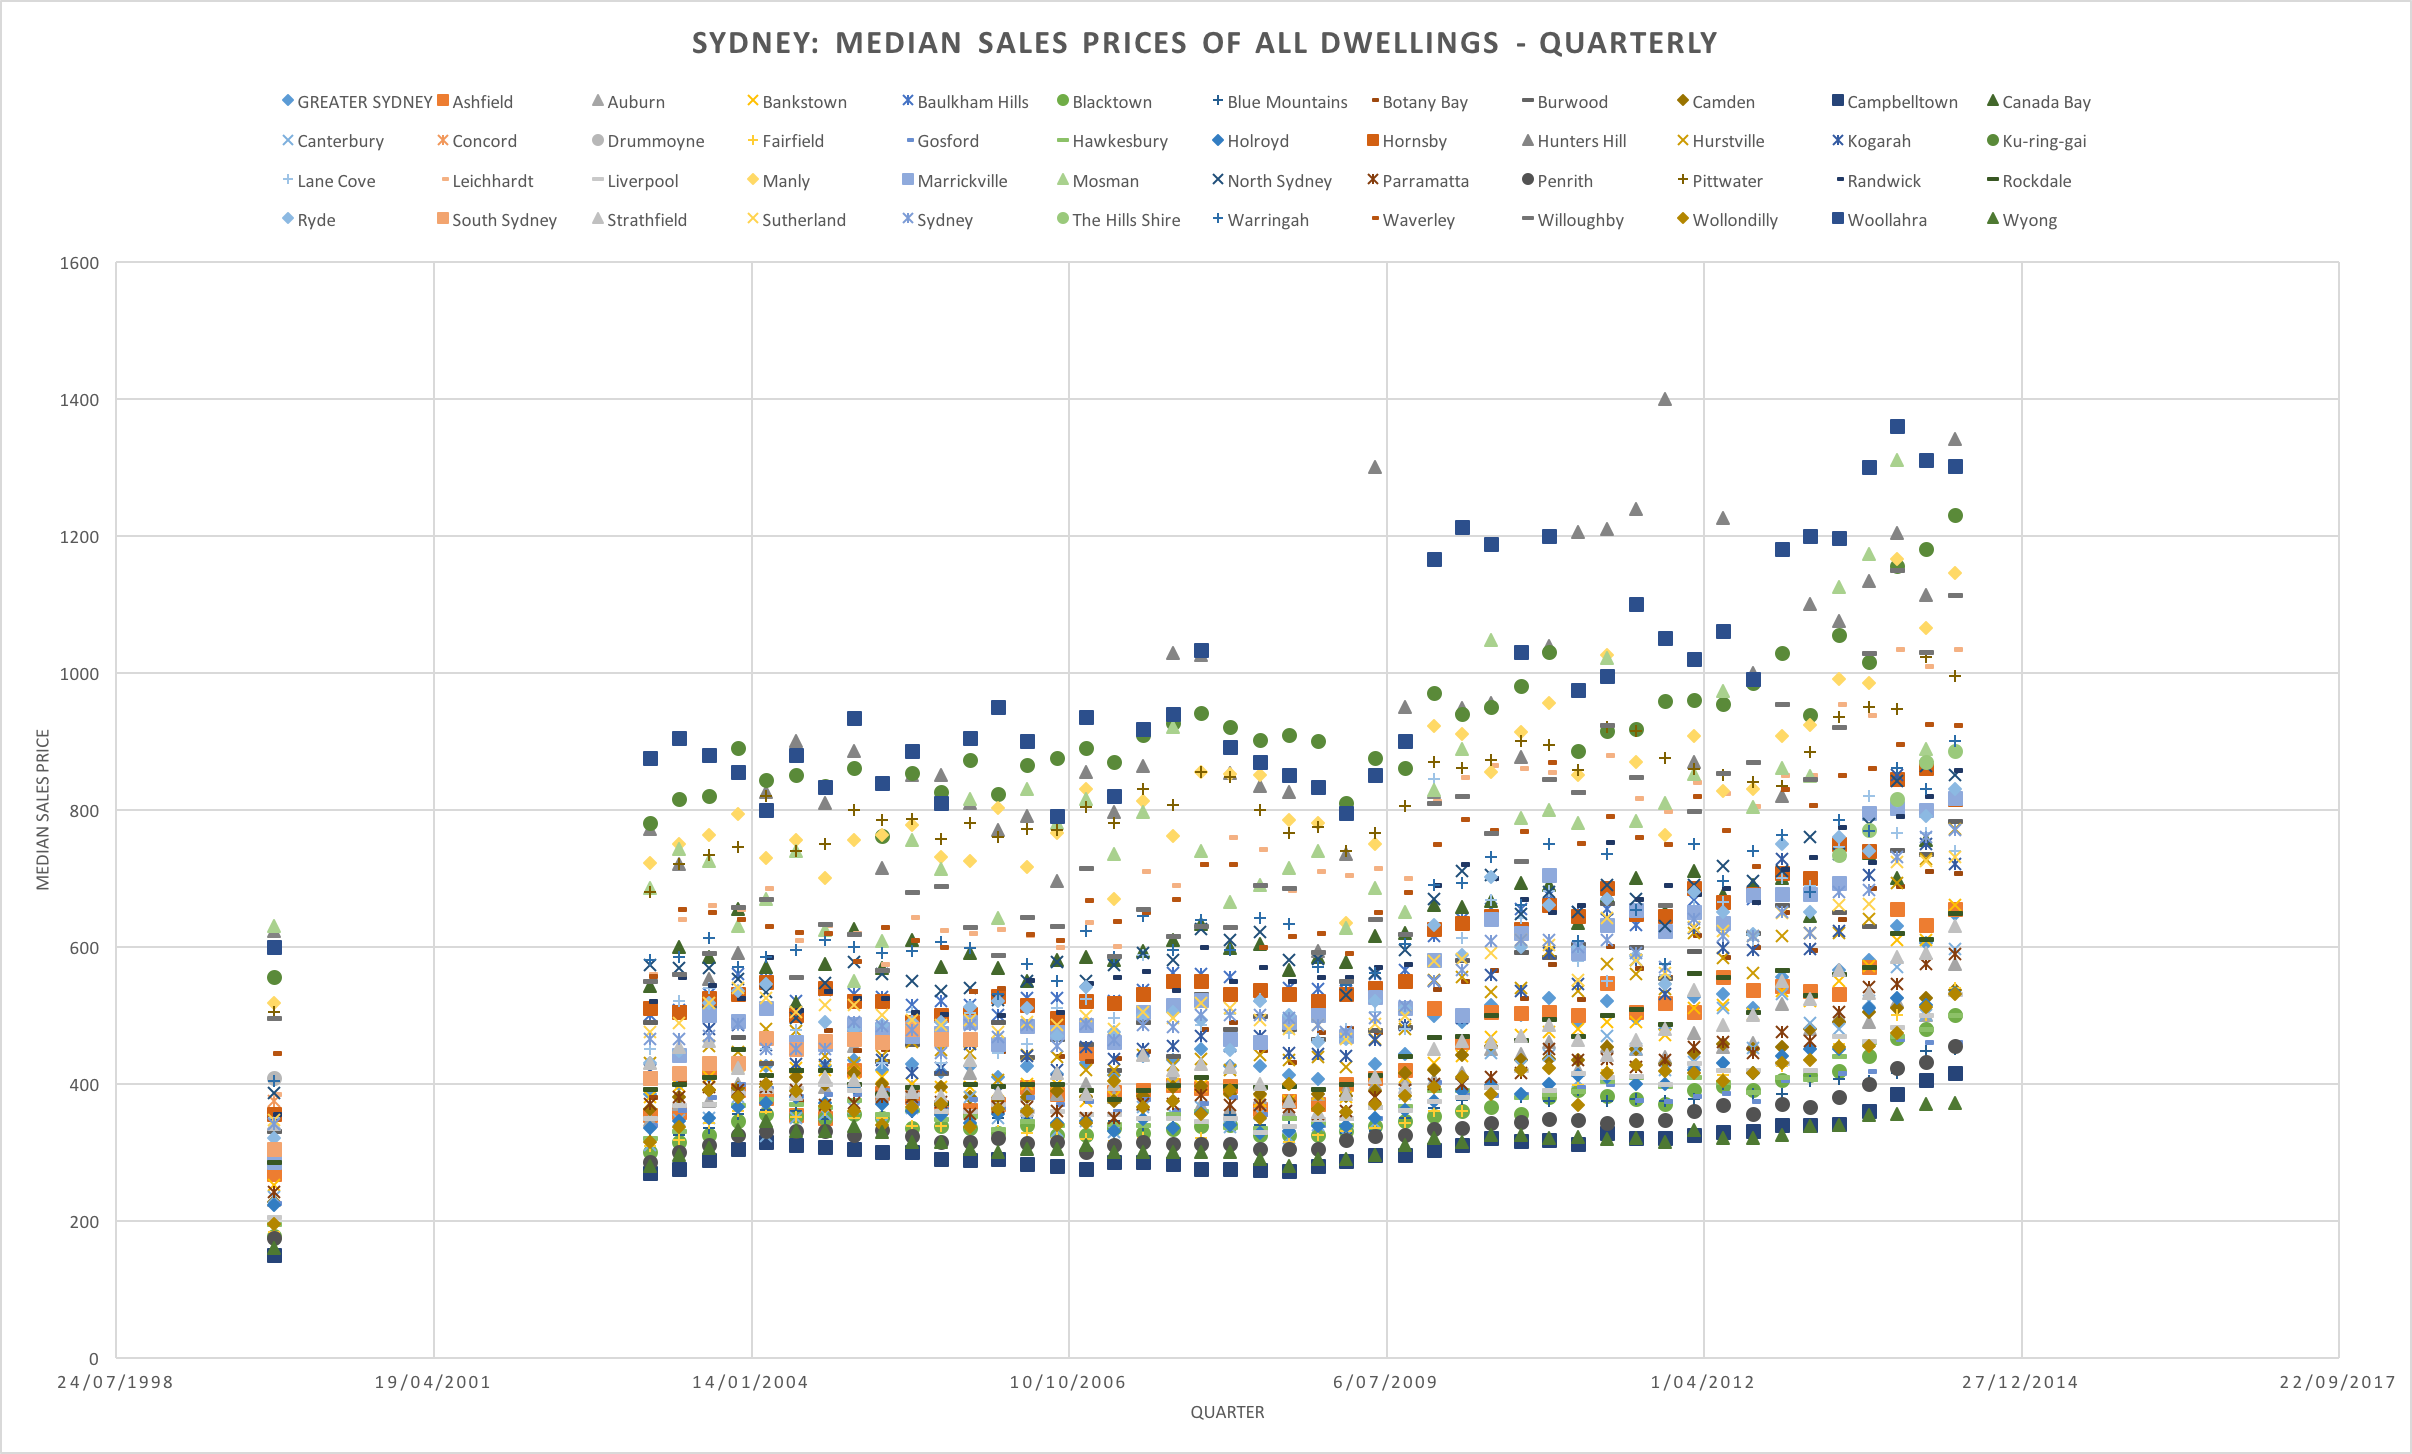 SYDNEY: MEDIAN SALES PRICES OF ALL DWELLINGS - QUARTERLY
GREATER SYDNEY Ashfield Auburn Bankstown Baulkham Hills Blacktown Blue Mountains Botany Bay Burwood Camden Campbelltown Canada Bay
Canterbury Concord Drummoyne Fairfield Gosford Hawkesbury Holroyd Hornsby Hunters Hill Hurstville Kogarah Ku-ring-gai
Lane Cove Leichhardt Liverpool Manly Marrickville Mosman North Sydney Parramatta Penrith Pittwater Randwick Rockdale
Ryde South Sydney Strathfield Sutherland Sydney The Hills Shire Warringah Waverley Willoughby Wollondilly Woollahra Wyong
1600
1400
1200
1000
800
600
400
200
0
MEDIAN SALES PRICE
24/07/1998 19/04/2001 14/01/2004 10/10/2006 6/07/2009 1/04/2012 27/12/2014 22/09/2017
QUARTER